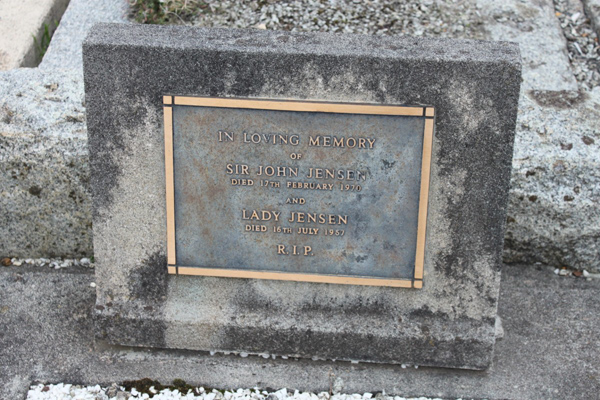 IN LOVING MEMORY
OF
SIR JOHN JENSEN
DIED 17TH FEBRUARY 1970
AND
LADY JENSEN
DIED 16TH JULY 1957
R.I.P.